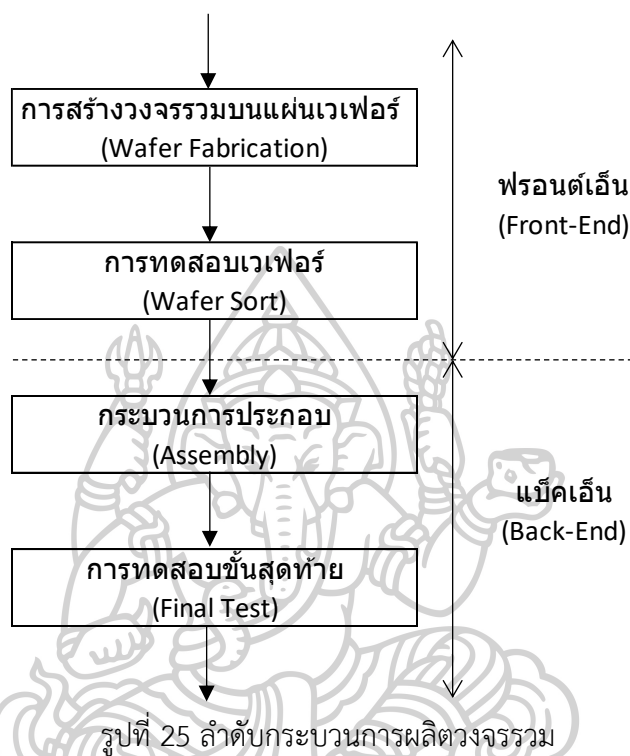 การสร้างวงจรรวมบนแผ่นเวเฟอร์
(Wafer Fabrication)
ฟรอนต์เอ็น
(Front-End)
การทดสอบเวเฟอร์
(Wafer Sort)
กระบวนการประกอบ
(Assembly)
แบ็คเอ็น
(Back-End)
การทดสอบขั้นสุดท้าย
(Final Test)
รูปที่ 25 ลำดับกระบวนการผลิตวงจรรวม